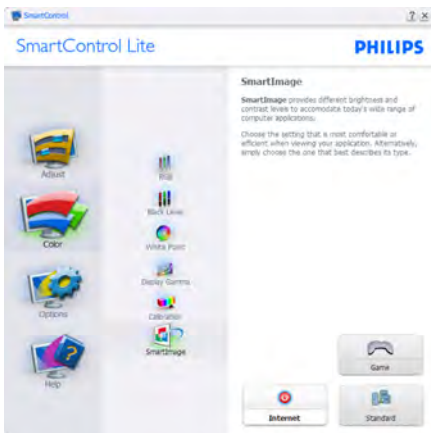 SmartControl
SmartControl Lite
PHILIPS
SmartImage
SmartImage provides different brightness and
contrast levels to accomodate today's wide range of
computer applications.
Choose the setting that is most comfortable or
efficient when viewing your application. Alternatively,
simply choose the one that best describes its type.
Adjust
Color
Options
Help
RGB
Black Level
White Point
Display Gamma
Calibration
SmartImage
Game
Internet
Standard